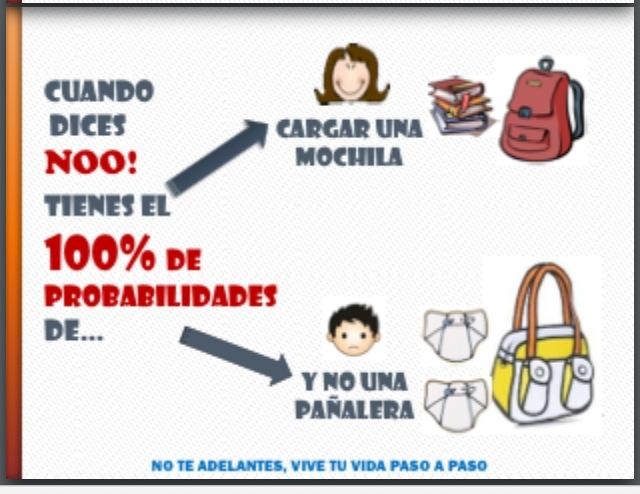 CUANDO
DICES
NOO!
TIENES EL
100% DE
PROBABILIDADES
DE...
CARGAR UNA
MOCHILA
Y NO UNA
PAÑALERA
NO TE ADELANTES, VIVE TU VIDA PASO A PASO